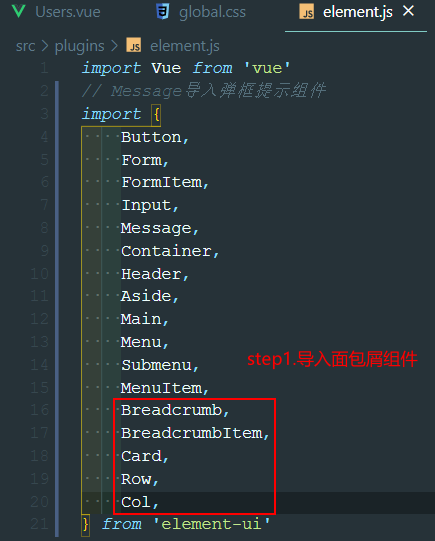 Users.vue global.css element.js
src > plugins > element.js
1 import Vue from 'vue'
2 // Message导入弹框提示组件
3 import {
4 Button,
5 Form,
6 FormItem,
7 Input,
8 Message,
9 Container,
10 Header,
11 Aside,
12 Main,
13 Menu,
14 Submenu,
step1.导入面包屑组件
15 MenuItem,
16 Breadcrumb,
17 BreadcrumbItem,
18 Card,
19 Row,
20 Col,
21 } from 'element-ui'